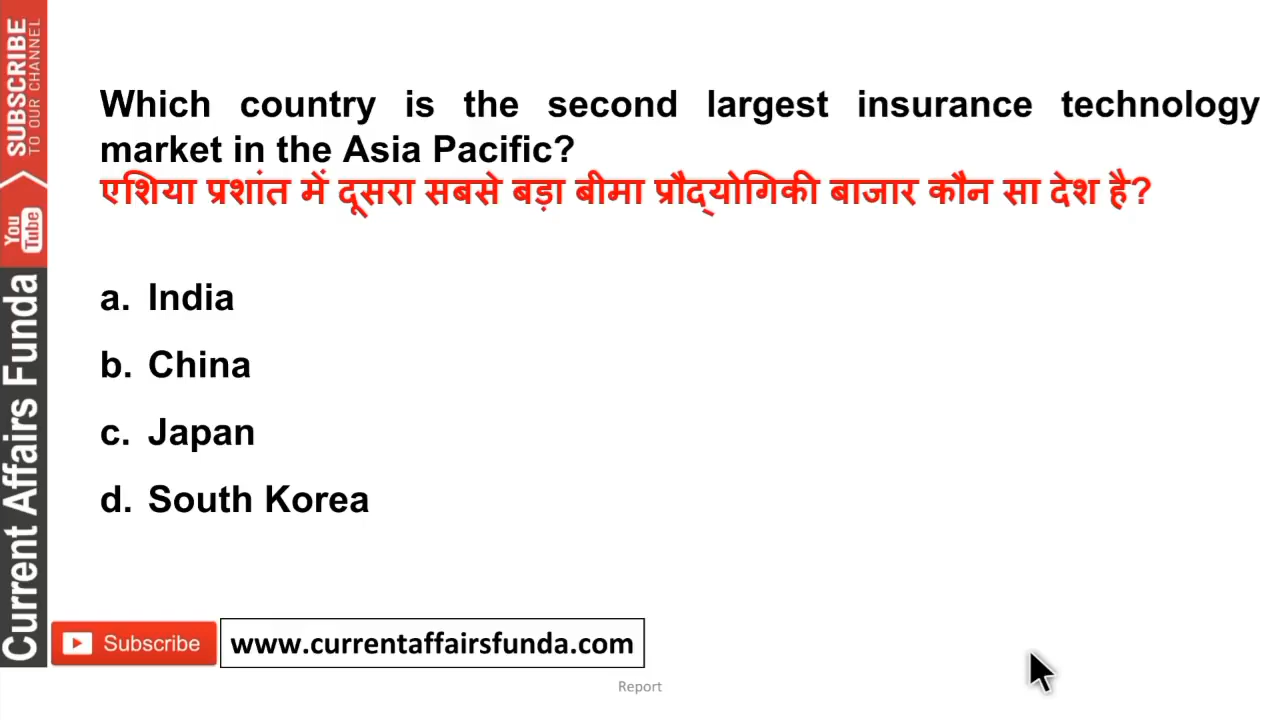 Which country is the second largest insurance technology
market in the Asia Pacific?
एशिया प्रशांत में दूसरा सबसे बड़ा बीमा प्रौद्योगिकी बाजार कौन सा देश है?
a. India
b. China
c. Japan
d. South Korea
SUBSCRIBE
TO OUR CHANNEL
You
Tube
Current Affairs Funda
Subscribe
www.currentaffairsfunda.com
Report